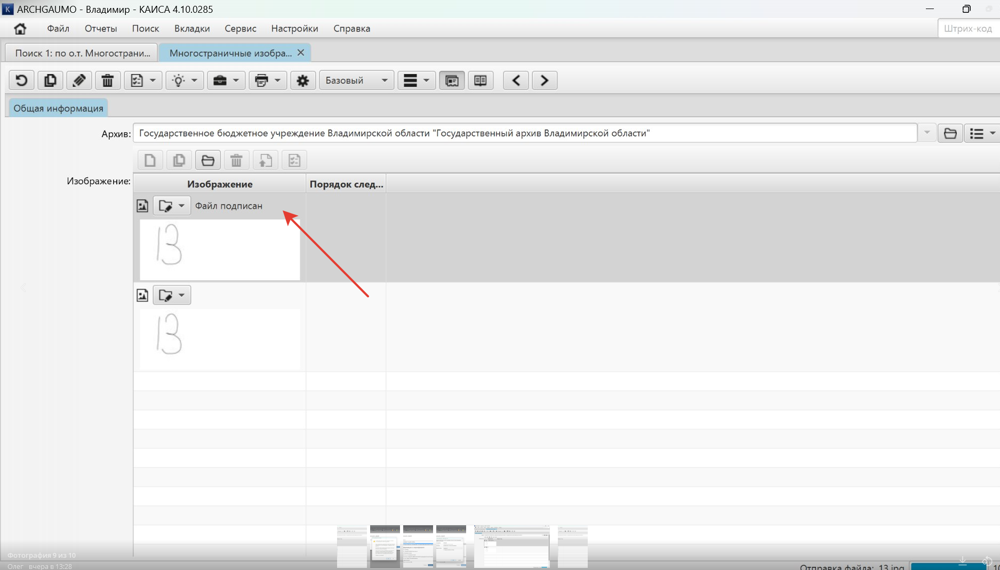 ARCHGAUMO - Владимир - КАИСА 4.10.0285
Файл Отчеты Поиск Вкладки Сервис Настройки Справка Штрих-код
Поиск 1: по о.т. Многострани... Многостраничные изобра...
Базовый
Общая информация
Архив: Государственное бюджетное учреждение Владимирской области "Государственный архив Владимирской области"
Изображение: Изображение Порядок след...
Файл подписан
13
13
Фотография 9 из 10
Олег вчера в 13:28
Отправка файла: 13.jpg